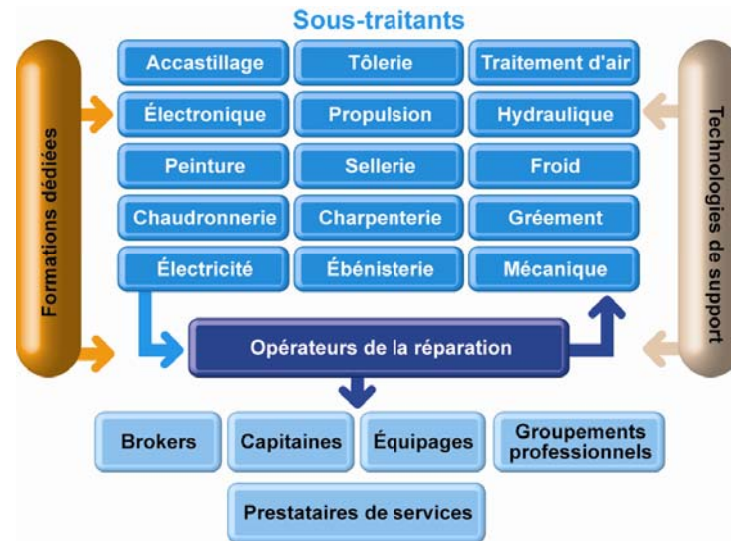 Sous-traitants
Accastillage
Tôlerie
Traitement d'air
Électronique
Propulsion
Hydraulique
Peinture
Sellerie
Froid
Chaudronnerie
Charpenterie
Gréement
Électricité
Ébénisterie
Mécanique
Formations dédiées
Technologies de support
Opérateurs de la réparation
Brokers
Capitaines
Équipages
Groupements
professionnels
Prestataires de services